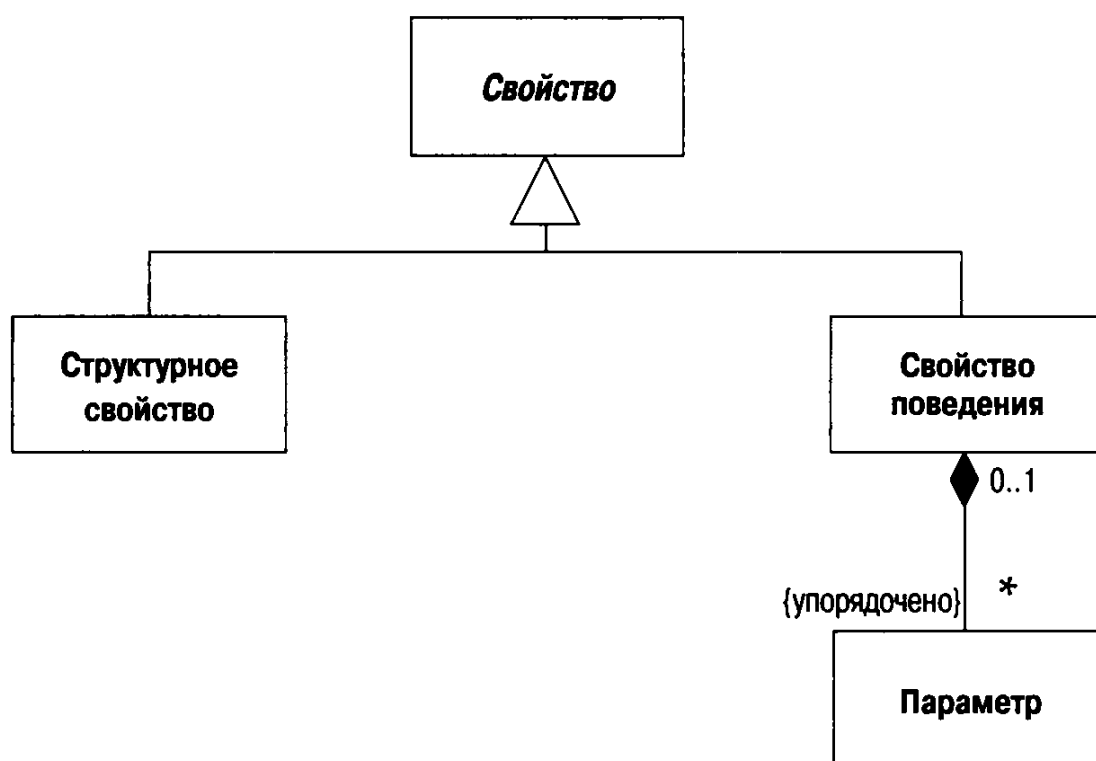 Свойство
Структурное
свойство
Свойство
поведения
0..1
*
{упорядочено}
Параметр